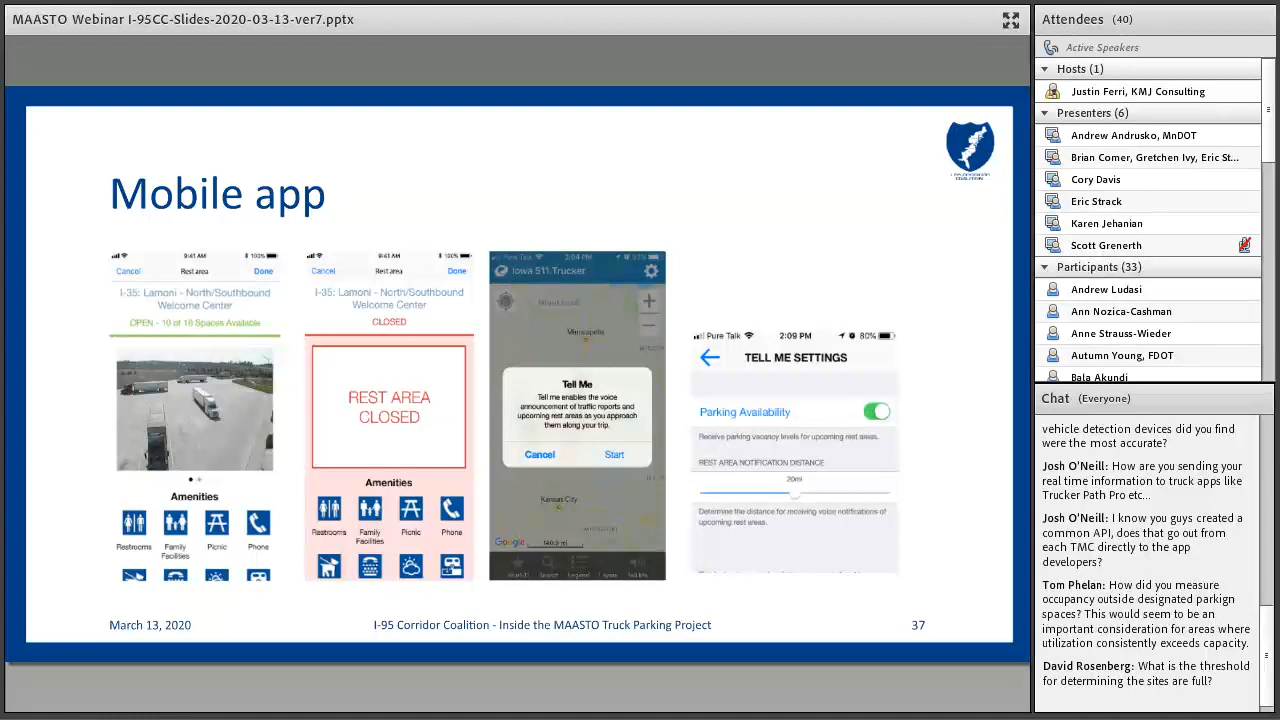 MAASTO Webinar I-95CC-Slides-2020-03-13-ver7.pptx
Mobile app
9:41 AM
100%
Cancel
Rest area
Done
I-35: Lamoni - North/Southbound
Welcome Center
OPEN - 10 of 16 Spaces Available
Amenities
Restrooms
Family
Facilities
Picnic
Phone
9:41 AM
100%
Cancel
Rest area
Done
I-35: Lamoni - North/Southbound
Welcome Center
CLOSED
REST AREA
CLOSED
Amenities
Restrooms
Family
Facilities
Picnic
Phone
Pure Talk
2:04 PM
Iowa 511.Trucker
Minneapolis
Tell Me
Tell me enables the voice
announcement of traffic reports and
upcoming rest areas as you approach
them along your trip.
Cancel
Start
Kansas City
Google
Pure Talk
2:09 PM
80%
TELL ME SETTINGS
Parking Availability
Receive parking vacancy levels for upcoming rest areas.
REST AREA NOTIFICATION DISTANCE
20mi
Determine the distance for receiving voice notifications of
upcoming rest areas.
March 13, 2020
I-95 Corridor Coalition - Inside the MAASTO Truck Parking Project
37
Attendees (40)
Active Speakers
Hosts (1)
Justin Ferri, KMJ Consulting
Presenters (6)
Andrew Andrusko, MnDOT
Brian Comer, Gretchen Ivy, Eric St...
Cory Davis
Eric Strack
Karen Jehanian
Scott Grenerth
Participants (33)
Andrew Ludasi
Ann Mozica-Cashman
Anne Strauss-Wieder
Autumn Young, FDOT
Bala Akundi
Chat (Everyone)
vehicle detection devices did you find
were the most accurate?
Josh O'Neill: How are you sending your
real time information to truck apps like
Trucker Path Pro etc...
Josh O'Neill: I know you guys created a
common API, does that go out from
each TMC directly to the app
developers?
Tom Phelan: How did you measure
occupancy outside designated parkign
spaces? This would seem to be an
important consideration for areas where
utilization consistently exceeds capacity.
David Rosenberg: What is the threshold
for determining the sites are full?